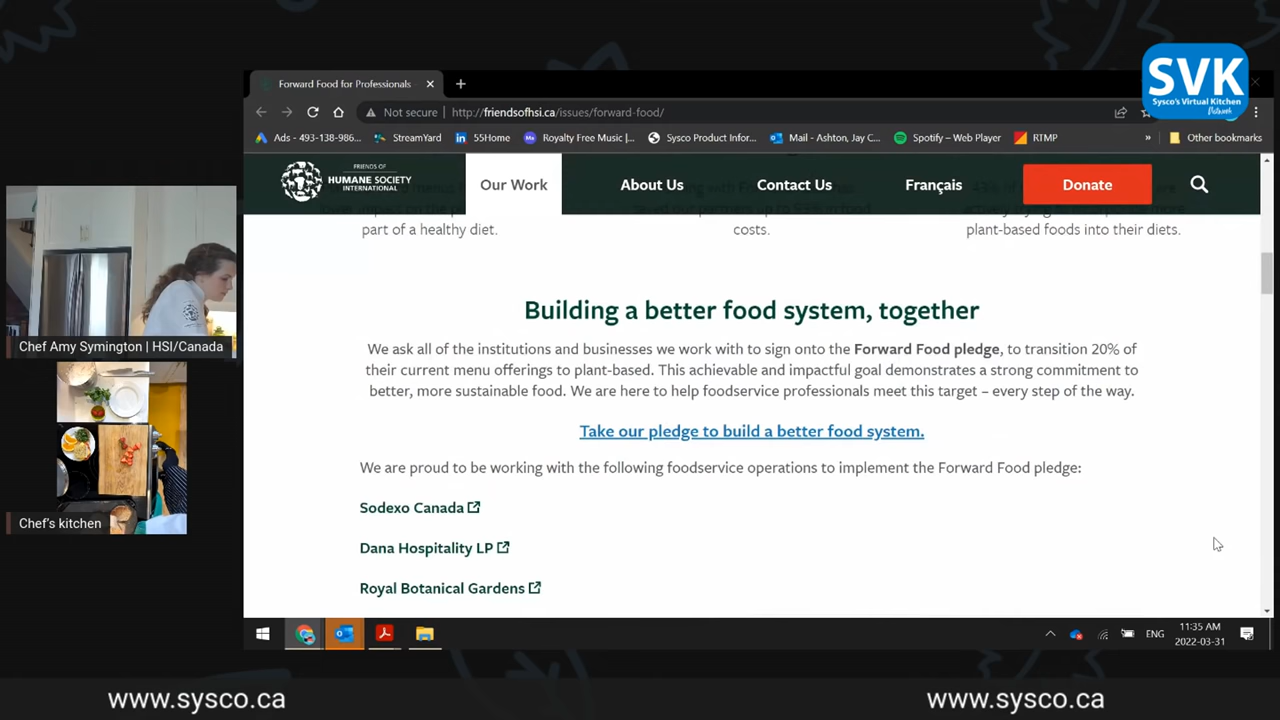 SVK
Sysco's Virtual Kitchen
Network
Forward Food for Professionals
Not secure
http://friendsofhsi.ca/issues/forward-food/
Ads - 493-138-986...
StreamYard
55Home
Royalty Free Music |...
Sysco Product Infor...
Mail - Ashton, Jay C...
Spotify – Web Player
RTMP
»
Other bookmarks
FRIENDS OF
HUMANE SOCIETY
INTERNATIONAL
Our Work
About Us
Contact Us
Français
Donate
part of a healthy diet.
costs.
plant-based foods into their diets.
Building a better food system, together
We ask all of the institutions and businesses we work with to sign onto the Forward Food pledge, to transition 20% of
their current menu offerings to plant-based. This achievable and impactful goal demonstrates a strong commitment to
better, more sustainable food. We are here to help foodservice professionals meet this target – every step of the way.
Take our pledge to build a better food system.
We are proud to be working with the following foodservice operations to implement the Forward Food pledge:
Sodexo Canada
Dana Hospitality LP
Royal Botanical Gardens
Chef Amy Symington | HSI/Canada
Chef's kitchen
ENG
11:35 AM
2022-03-31
www.sysco.ca
www.sysco.ca